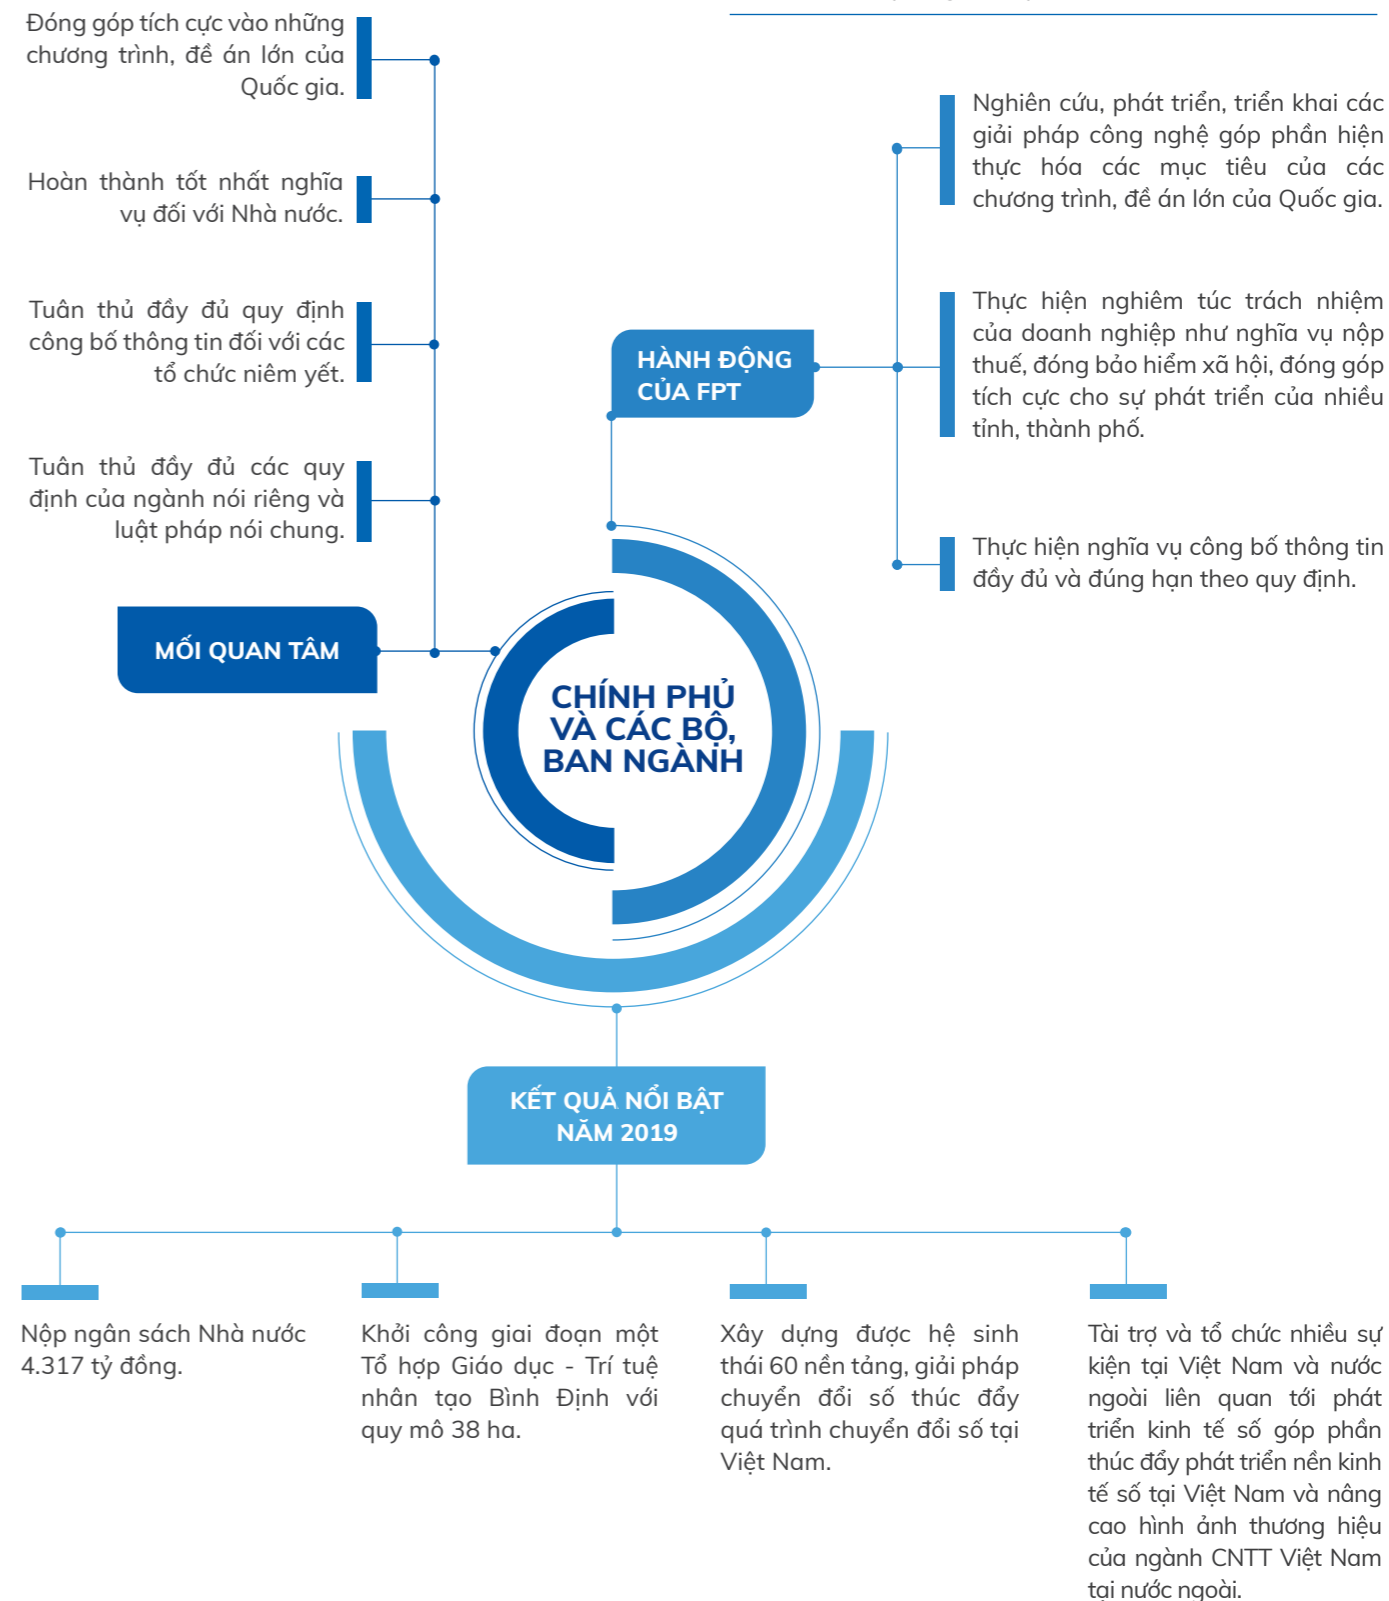 Đóng góp tích cực vào những
chương trình, đề án lớn của
Quốc gia.
Hoàn thành tốt nhất nghĩa
vụ đối với Nhà nước.
Tuân thủ đầy đủ quy định
công bố thông tin đối với các
tổ chức niêm yết.
Tuân thủ đầy đủ các quy
định của ngành nói riêng và
luật pháp nói chung.
MỐI QUAN TÂM
Nghiên cứu, phát triển, triển khai các
giải pháp công nghệ góp phần hiện
thực hóa các mục tiêu của các
chương trình, đề án lớn của Quốc gia.
HÀNH ĐỘNG
CỦA FPT
Thực hiện nghiêm túc trách nhiệm
của doanh nghiệp như nghĩa vụ nộp
thuế, đóng bảo hiểm xã hội, đóng góp
tích cực cho sự phát triển của nhiều
tỉnh, thành phố.
Thực hiện nghĩa vụ công bố thông tin
đầy đủ và đúng hạn theo quy định.
CHÍNH PHỦ
VÀ CÁC BỘ,
BAN NGÀNH
KẾT QUẢ NỔI BẬT
NĂM 2019
Nộp ngân sách Nhà nước
4.317 tỷ đồng.
Khởi công giai đoạn một
Tổ hợp Giáo dục - Trí tuệ
nhân tạo Bình Định với
quy mô 38 ha.
Xây dựng được hệ sinh
thái 60 nền tảng, giải pháp
chuyển đổi số thúc đẩy
quá trình chuyển đổi số tại
Việt Nam.
Tài trợ và tổ chức nhiều sự
kiện tại Việt Nam và nước
ngoài liên quan tới phát
triển kinh tế số góp phần
thúc đẩy phát triển nền kinh
tế số tại Việt Nam và nâng
cao hình ảnh thương hiệu
của ngành CNTT Việt Nam
tại nước ngoài.